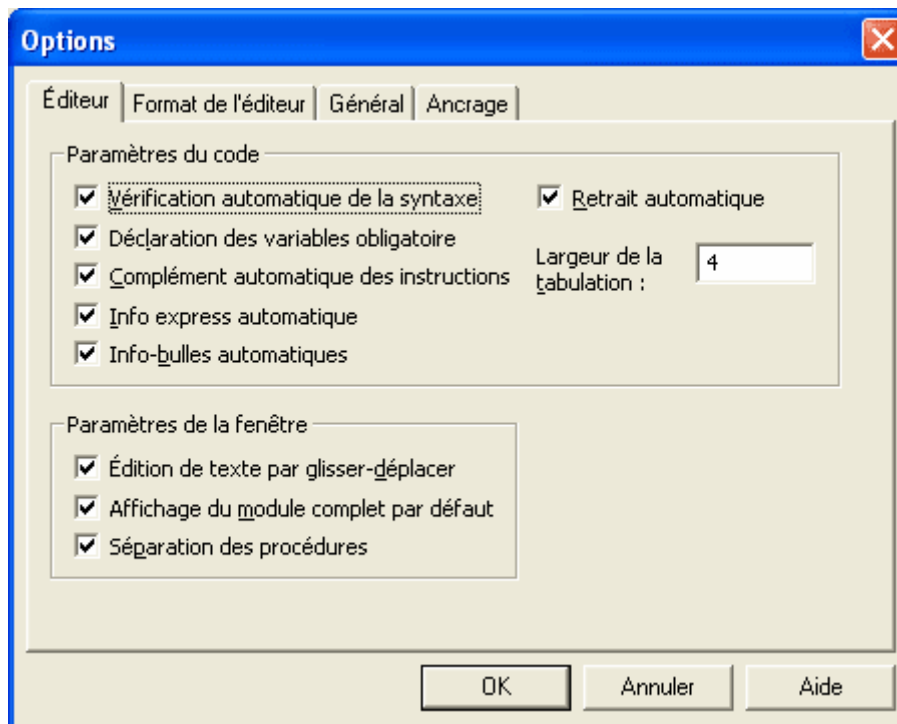 Options
Éditeur
Format de l'éditeur
Général
Ancrage
Paramètres du code
Vérification automatique de la syntaxe
Déclaration des variables obligatoire
Complément automatique des instructions
Info express automatique
Info-bulles automatiques
Retrait automatique
Largeur de la
tabulation :
4
Paramètres de la fenêtre
Édition de texte par glisser-déplacer
Affichage du module complet par défaut
Séparation des procédures
OK
Annuler
Aide